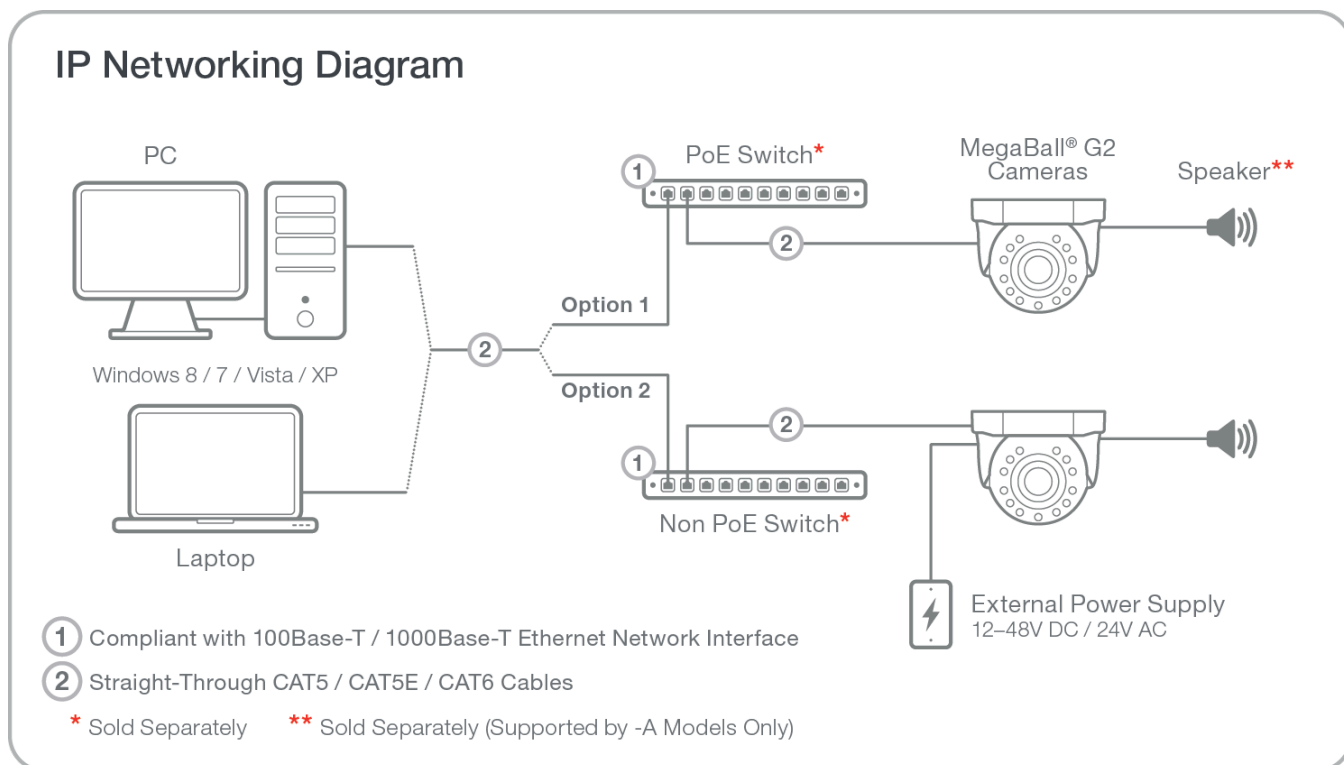 IP Networking Diagram
PC
PoE Switch*
MegaBall® G2
Cameras
Speaker**
1
2
Option 1
2
Windows 8 / 7 / Vista / XP
Option 2
2
1
Non PoE Switch*
Laptop
External Power Supply
12–48V DC / 24V AC
1 Compliant with 100Base-T / 1000Base-T Ethernet Network Interface
2 Straight-Through CAT5 / CAT5E / CAT6 Cables
* Sold Separately ** Sold Separately (Supported by -A Models Only)